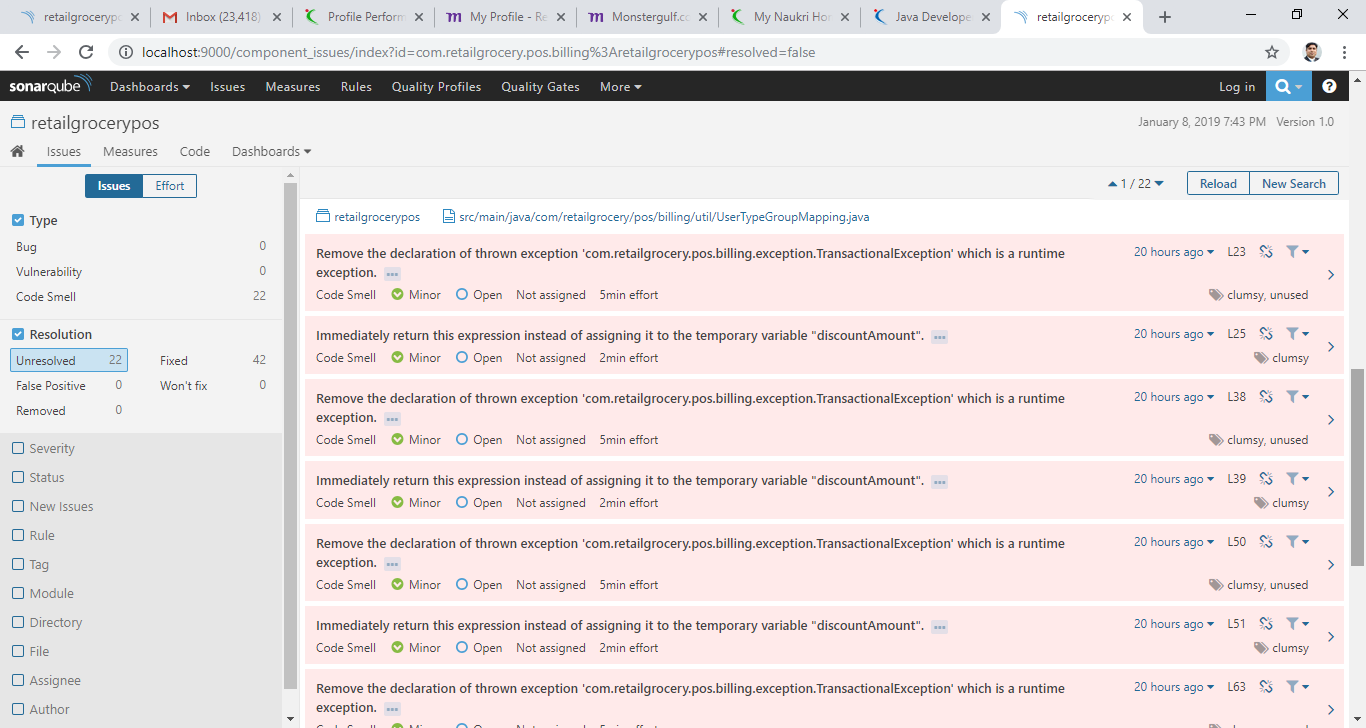 retailgrocerypo
Inbox (23,418)
Profile Perform
My Profile - Re
Monstergulf.co
My Naukri Ho
Java Develope
retailgrocerypo
localhost:9000/component_issues/index?id=com.retailgrocery.pos.billing%3Aretailgrocerypos#resolved=false
sonarqube Dashboards Issues Measures Rules Quality Profiles Quality Gates More Log in ?
retailgrocerypos
January 8, 2019 7:43 PM Version 1.0
Issues Measures Code Dashboards
Issues Effort
1 / 22 Reload New Search
Type
Bug 0
Vulnerability 0
Code Smell 22
Resolution
Unresolved 22 Fixed 42
False Positive 0 Won't fix 0
Removed 0
Severity
Status
New Issues
Rule
Tag
Module
Directory
File
Assignee
Author
retailgrocerypos src/main/java/com/retailgrocery/pos/billing/util/UserTypeGroupMapping.java
Remove the declaration of thrown exception 'com.retailgrocery.pos.billing.exception.TransactionalException' which is a runtime
exception. ...
20 hours ago L23
Code Smell Minor Open Not assigned 5min effort
clumsy, unused
Immediately return this expression instead of assigning it to the temporary variable "discountAmount". ...
20 hours ago L25
Code Smell Minor Open Not assigned 2min effort
clumsy
Remove the declaration of thrown exception 'com.retailgrocery.pos.billing.exception.TransactionalException' which is a runtime
exception. ...
20 hours ago L38
Code Smell Minor Open Not assigned 5min effort
clumsy, unused
Immediately return this expression instead of assigning it to the temporary variable "discountAmount". ...
20 hours ago L39
Code Smell Minor Open Not assigned 2min effort
clumsy
Remove the declaration of thrown exception 'com.retailgrocery.pos.billing.exception.TransactionalException' which is a runtime
exception. ...
20 hours ago L50
Code Smell Minor Open Not assigned 5min effort
clumsy, unused
Immediately return this expression instead of assigning it to the temporary variable "discountAmount". ...
20 hours ago L51
Code Smell Minor Open Not assigned 2min effort
clumsy
Remove the declaration of thrown exception 'com.retailgrocery.pos.billing.exception.TransactionalException' which is a runtime
exception. ...
20 hours ago L63